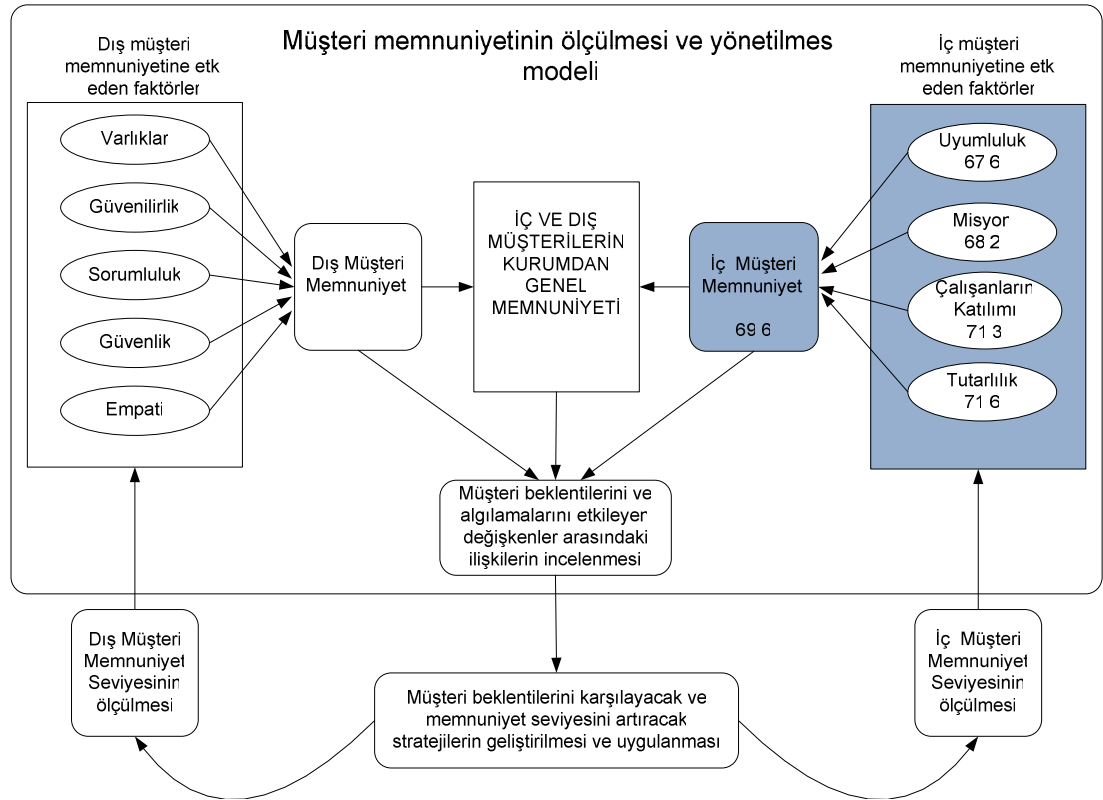 Müşteri memnuniyetinin ölçülmesi ve yönetilmes
modeli
Dış müşteri
memnuniyetine etk
eden faktörler
Varlıklar
Güvenilirlik
Sorumluluk
Güvenlik
Empati
Dış Müşteri
Memnuniyet
İÇ VE DIŞ
MÜŞTERİLERİN
KURUMDAN
GENEL
MEMNUNİYETİ
İç Müşteri
Memnuniyet
69 6
İç müşteri
memnuniyetine etk
eden faktörler
Uyumluluk
67 6
Misyon
68 2
Çalışanların
Katılımı
71 3
Tutarlılık
71 6
Müşteri beklentilerini ve
algılamalarını etkileyen
değişkenler arasındaki
ilişkilerin incelenmesi
Dış Müşteri
Memnuniyet
Seviyesinin
ölçülmesi
Müşteri beklentilerini karşılayacak ve
memnuniyet seviyesini artıracak
stratejilerin geliştirilmesi ve uygulanması
İç Müşteri
Memnuniyet
Seviyesinin
ölçülmesi